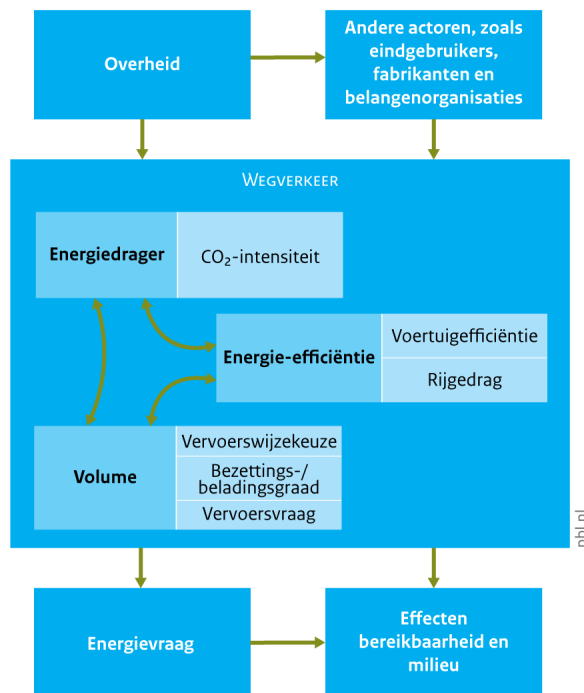 Overheid
Andere actoren, zoals
eindgebruikers,
fabrikanten en
belangenorganisaties
Wegverkeer
Energiedrager
CO₂-intensiteit
Energie-efficiëntie
Voertuigefficiëntie
Rijgedrag
Volume
Vervoerswijzekeuze
Bezettings-/
beladingsgraad
Vervoersvraag
pbl.nl
Energievraag
Effecten
bereikbaarheid en
milieu